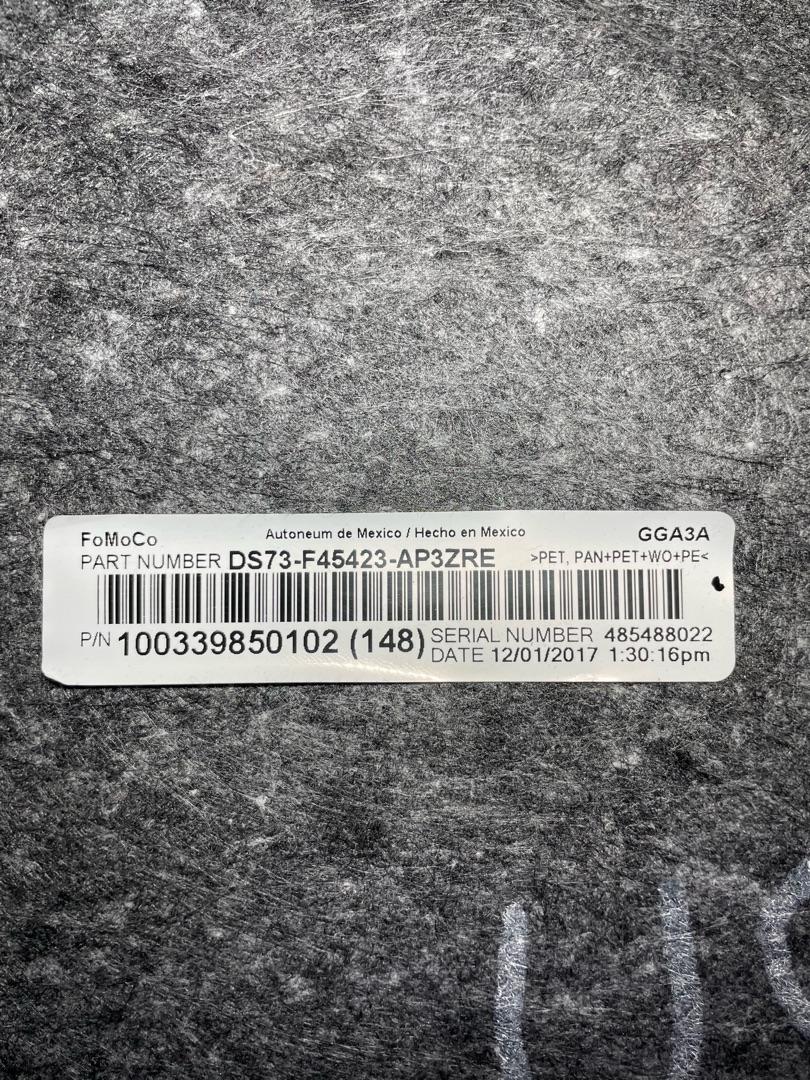 FoMoCo Autoneum de Mexico / Hecho en Mexico GGA3A
PART NUMBER DS73-F45423-AP3ZRE >PET, PAN+PET+WO+PE<
P/N 100339850102 (148) SERIAL NUMBER 485488022
DATE 12/01/2017 1:30:16pm